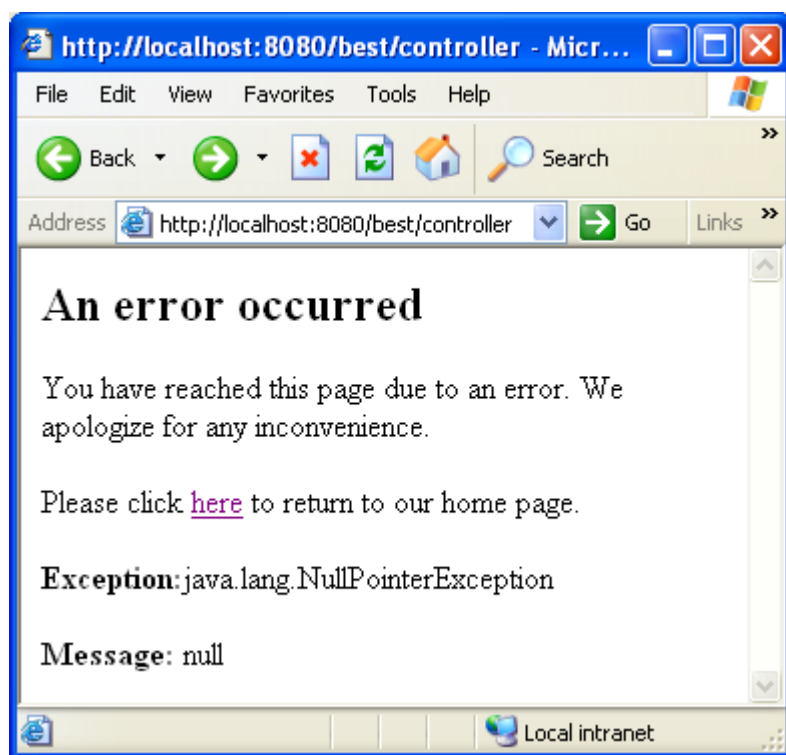 http://localhost:8080/best/controller - Micr...
File Edit View Favorites Tools Help
Back Search »
Address http://localhost:8080/best/controller Go Links »
An error occurred
You have reached this page due to an error. We
apologize for any inconvenience.
Please click here to return to our home page.
Exception:java.lang.NullPointerException
Message: null
Local intranet